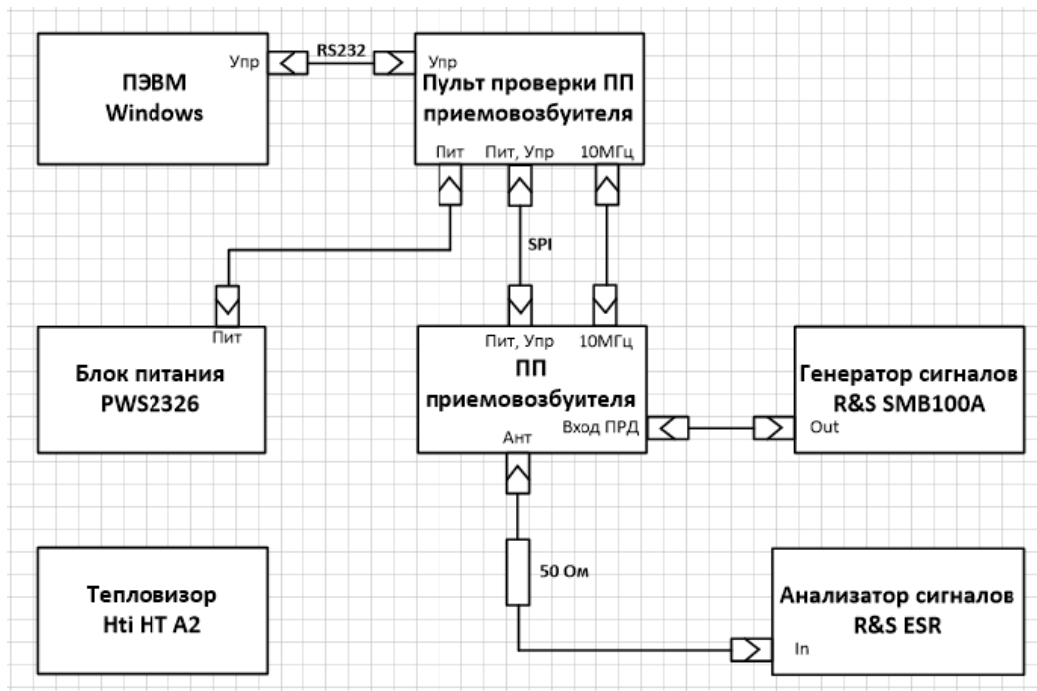 ПЭВМ
Windows
Упр
RS232
Упр
Пульт проверки ПП
приемовозбуителя
Пит
Пит, Упр
10МГц
SPI
Пит
Блок питания
PWS2326
Пит, Упр
10МГц
ПП
приемовозбуителя
Вход ПРД
Ант
Генератор сигналов
R&S SMB100A
Out
Тепловизор
Hti HT A2
50 Ом
Анализатор сигналов
R&S ESR
In